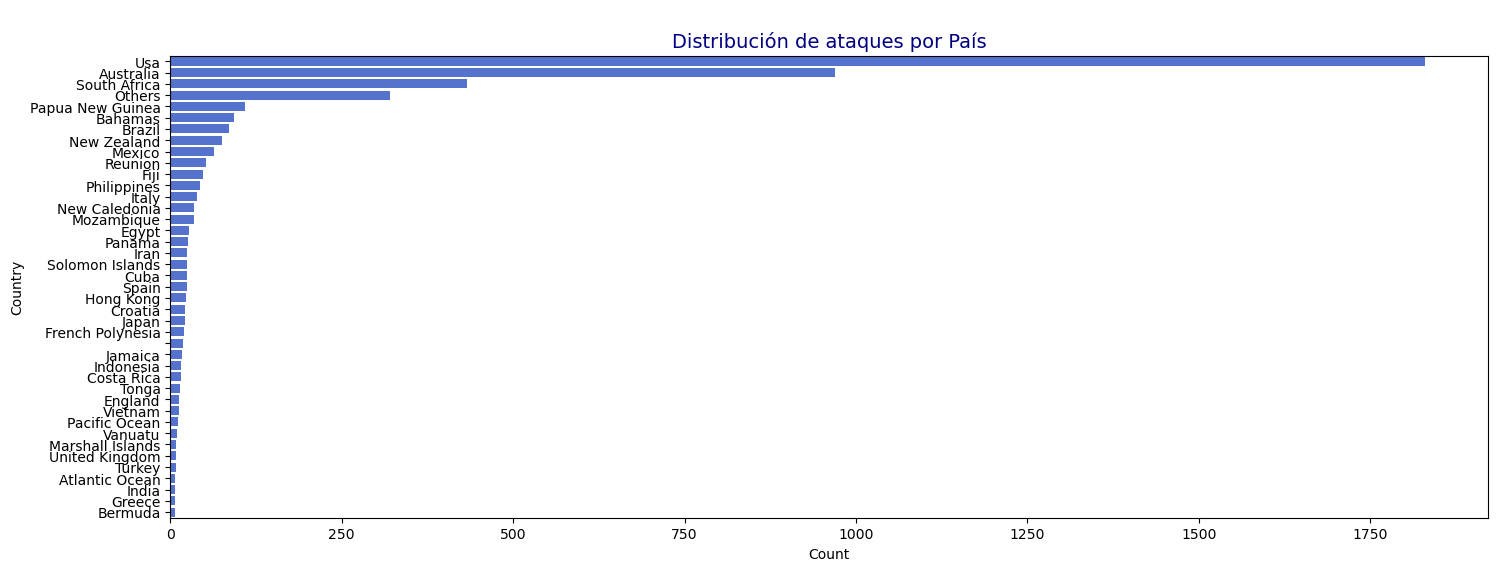 Distribución de ataques por País
Usa
Australia
South Africa
Others
Papua New Guinea
Bahamas
Brazil
New Zealand
Mexico
Reunion
Fiji
Philippines
Italy
New Caledonia
Mozambique
Egypt
Panama
Iran
Solomon Islands
Cuba
Spain
Hong Kong
Croatia
Japan
French Polynesia
Jamaica
Indonesia
Costa Rica
Tonga
England
Vietnam
Pacific Ocean
Vanuatu
Marshall Islands
United Kingdom
Turkey
Atlantic Ocean
India
Greece
Bermuda
Country
0 250 500 750 1000 1250 1500 1750
Count